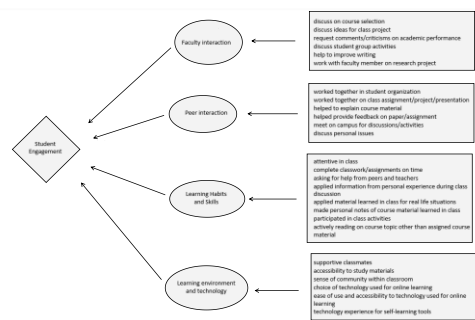 Faculty interaction
discuss on course selection
discuss ideas for class project
request comments/criticisms on academic performance
discuss student group activities
help to improve writing
work with faculty member on research project
Peer interaction
worked together in student organization
worked together on class assignment/project/presentation
helped to explain course material
helped provide feedback on paper/assignment
meet on campus for discussions/activities
discuss personal issues
Student
Engagement
Learning Habits
and Skills
attentive in class
complete classwork/assignments on time
asking for help from peers and teachers
applied information from personal experience during class
discussion
applied material learned in class for real life situations
made personal notes of course material learned in class
participated in class activities
actively reading on course topic other than assigned course
material
Learning environment
and technology
supportive classmates
accessibility to study materials
sense of community within classroom
choice of technology used for online learning
ease of use and accessibility to technology used for online
learning
technology experience for self-learning tools